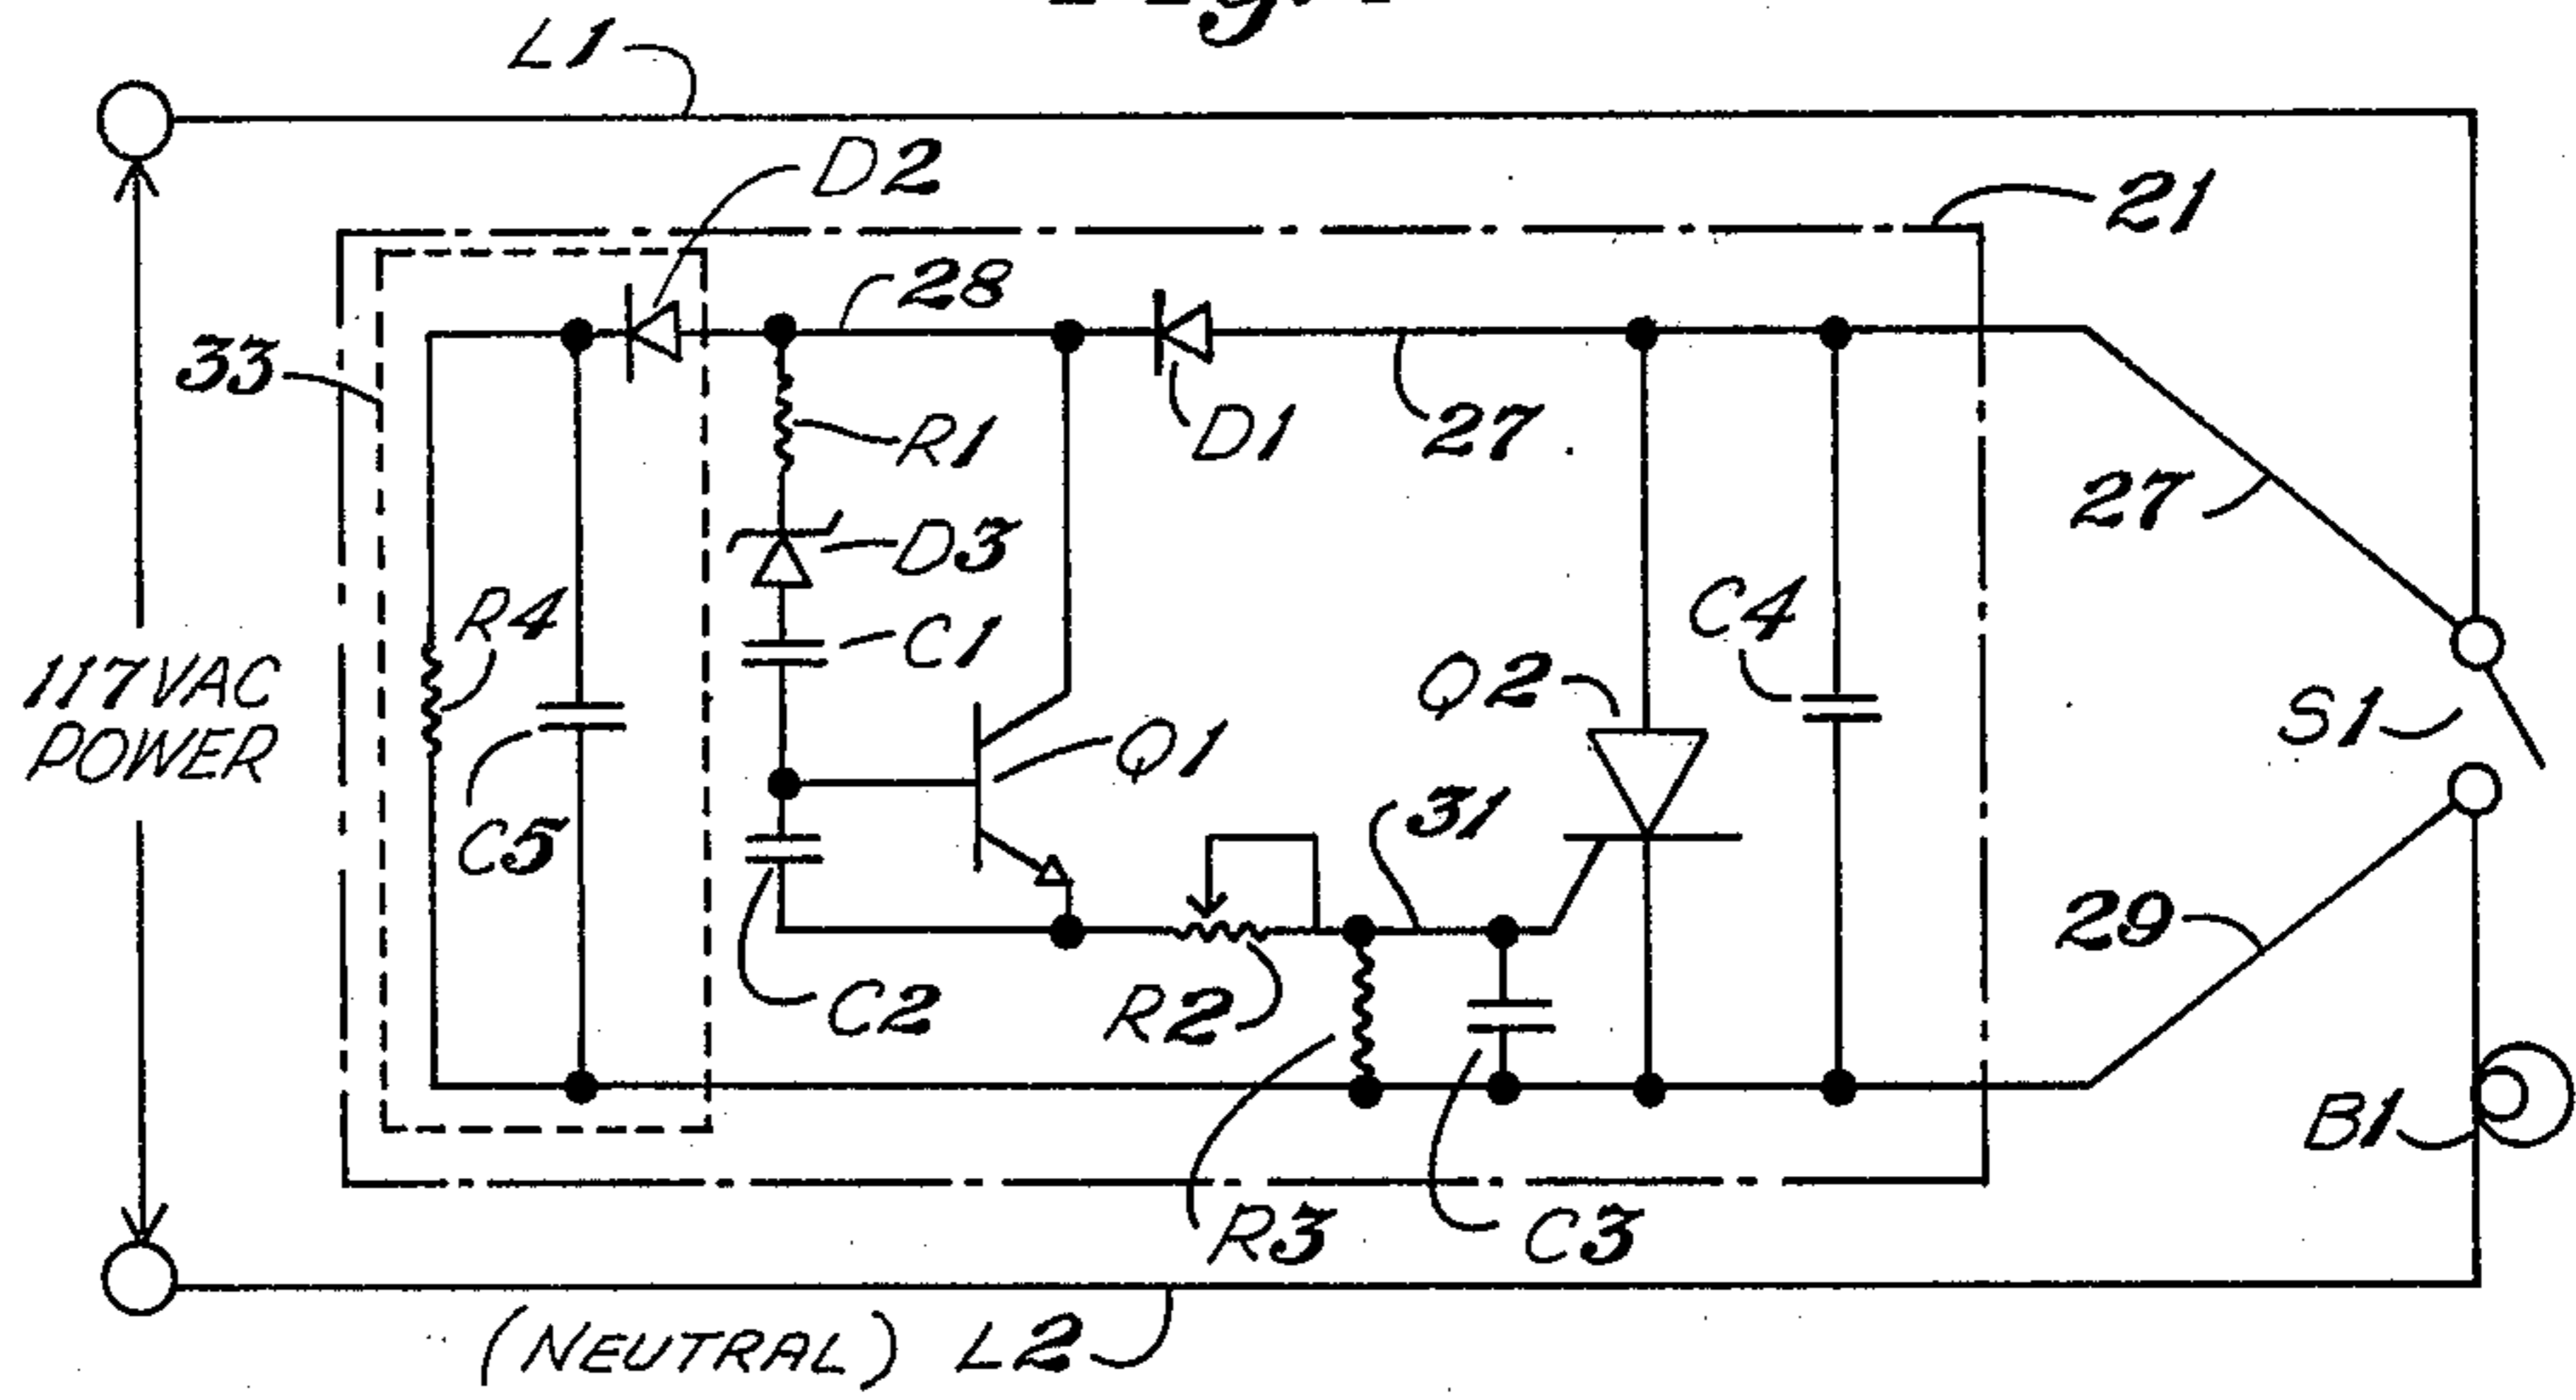 L1
D2
21
28
33
D1
27
R1
27
D3
R4
C1
C4
Q2
117VAC
POWER
S1
Q1
31
C5
29
C2
R2
B1
R3
C3
(NEUTRAL) L2